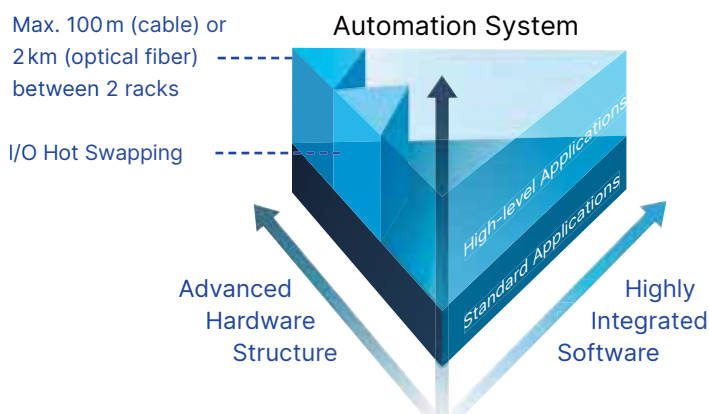 Automation System
Max. 100 m (cable) or
2 km (optical fiber)
between 2 racks
I/O Hot Swapping
High-level Applications
Standard Applications
Advanced
Hardware
Structure
Highly
Integrated
Software